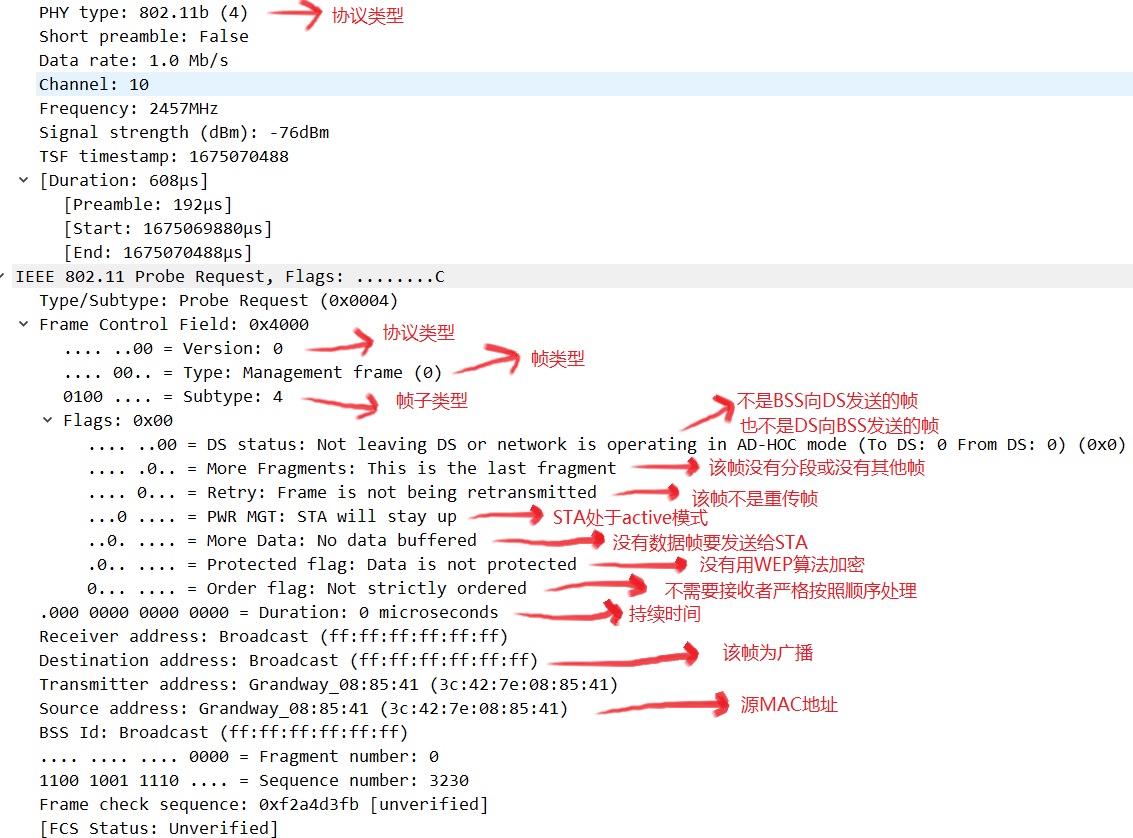 PHY type: 802.11b (4) 协议类型
Short preamble: False
Data rate: 1.0 Mb/s
Channel: 10
Frequency: 2457MHz
Signal strength (dBm): -76dBm
TSF timestamp: 1675070488
[Duration: 608µs]
[Preamble: 192µs]
[Start: 1675069880µs]
[End: 1675070488µs]
IEEE 802.11 Probe Request, Flags: ........C
Type/Subtype: Probe Request (0x0004)
Frame Control Field: 0x4000
.... ..00 = Version: 0 协议类型
.... 00.. = Type: Management frame (0) 帧类型
0100 .... = Subtype: 4 帧子类型
Flags: 0x00
不是BSS向DS发送的帧
也不是DS向BSS发送的帧
.... ..00 = DS status: Not leaving DS or network is operating in AD-HOC mode (To DS: 0 From DS: 0) (0x0)
.... .0.. = More Fragments: This is the last fragment 该帧没有分段或没有其他帧
.... 0... = Retry: Frame is not being retransmitted 该帧不是重传帧
...0 .... = PWR MGT: STA will stay up STA处于active模式
..0. .... = More Data: No data buffered 没有数据帧要发送给STA
.0.. .... = Protected flag: Data is not protected 没有用WEP算法加密
0... .... = Order flag: Not strictly ordered 不需要接收者严格按照顺序处理
.000 0000 0000 0000 = Duration: 0 microseconds 持续时间
Receiver address: Broadcast (ff:ff:ff:ff:ff:ff)
Destination address: Broadcast (ff:ff:ff:ff:ff:ff) 该帧为广播
Transmitter address: Grandway_08:85:41 (3c:42:7e:08:85:41)
Source address: Grandway_08:85:41 (3c:42:7e:08:85:41) 源MAC地址
BSS Id: Broadcast (ff:ff:ff:ff:ff:ff)
.... .... .... 0000 = Fragment number: 0
1100 1001 1110 .... = Sequence number: 3230
Frame check sequence: 0xf2a4d3fb [unverified]
[FCS Status: Unverified]